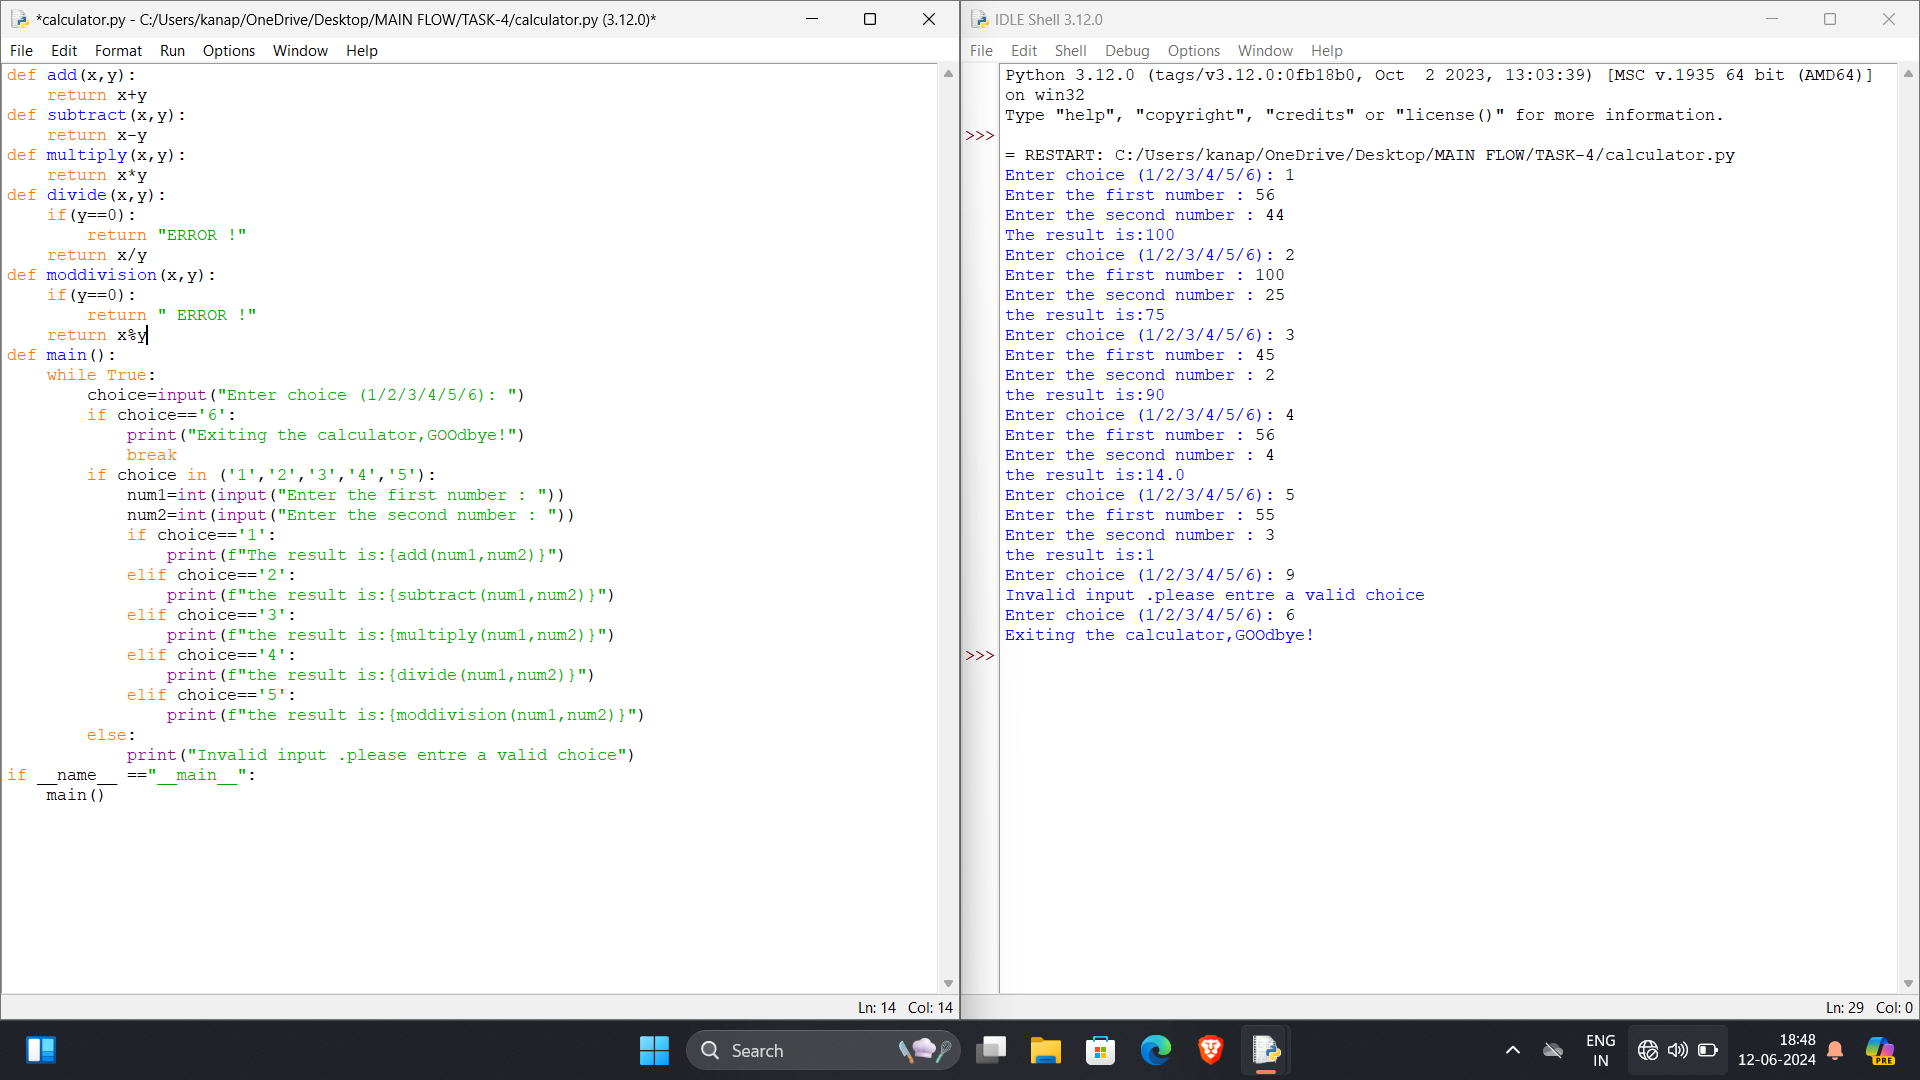 *calculator.py - C:/Users/kanap/OneDrive/Desktop/MAIN FLOW/TASK-4/calculator.py (3.12.0)*
File Edit Format Run Options Window Help
def add(x,y):
    return x+y
def subtract(x,y):
    return x-y
def multiply(x,y):
    return x*y
def divide(x,y):
    if(y==0):
        return "ERROR !"
    return x/y
def moddivision(x,y):
    if(y==0):
        return " ERROR !"
    return x%y
def main():
    while True:
        choice=input("Enter choice (1/2/3/4/5/6): ")
        if choice=='6':
            print("Exiting the calculator,GOOdbye!")
            break
        if choice in ('1','2','3','4','5'):
            num1=int(input("Enter the first number : "))
            num2=int(input("Enter the second number : "))
            if choice=='1':
                print(f"The result is:{add(num1,num2)}")
            elif choice=='2':
                print(f"the result is:{subtract(num1,num2)}")
            elif choice=='3':
                print(f"the result is:{multiply(num1,num2)}")
            elif choice=='4':
                print(f"the result is:{divide(num1,num2)}")
            elif choice=='5':
                print(f"the result is:{moddivision(num1,num2)}")
        else:
            print("Invalid input .please entre a valid choice")
if __name__ =="__main__":
    main()
Ln: 14 Col: 14
IDLE Shell 3.12.0
File Edit Shell Debug Options Window Help
Python 3.12.0 (tags/v3.12.0:0fb18b0, Oct  2 2023, 13:03:39) [MSC v.1935 64 bit (AMD64)]
on win32
Type "help", "copyright", "credits" or "license()" for more information.
>>>
= RESTART: C:/Users/kanap/OneDrive/Desktop/MAIN FLOW/TASK-4/calculator.py
Enter choice (1/2/3/4/5/6): 1
Enter the first number : 56
Enter the second number : 44
The result is:100
Enter choice (1/2/3/4/5/6): 2
Enter the first number : 100
Enter the second number : 25
the result is:75
Enter choice (1/2/3/4/5/6): 3
Enter the first number : 45
Enter the second number : 2
the result is:90
Enter choice (1/2/3/4/5/6): 4
Enter the first number : 56
Enter the second number : 4
the result is:14.0
Enter choice (1/2/3/4/5/6): 5
Enter the first number : 55
Enter the second number : 3
the result is:1
Enter choice (1/2/3/4/5/6): 9
Invalid input .please entre a valid choice
Enter choice (1/2/3/4/5/6): 6
Exiting the calculator,GOOdbye!
>>>
Ln: 29 Col: 0
Search
ENG
IN
18:48
12-06-2024
PRE